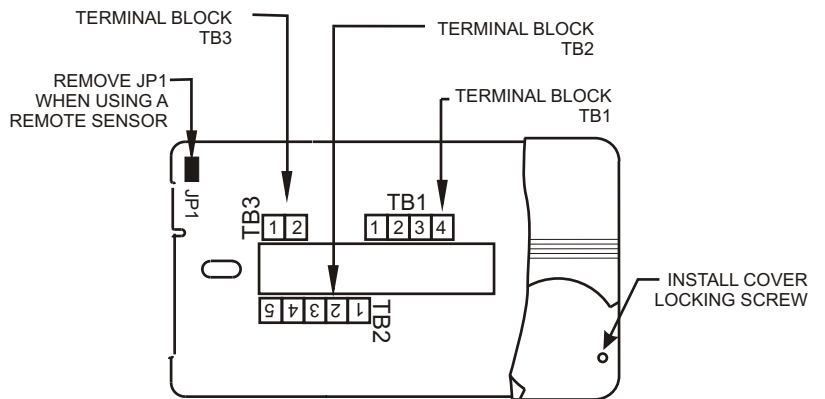 TERMINAL BLOCK
TB3
TERMINAL BLOCK
TB2
REMOVE JP1
WHEN USING A
REMOTE SENSOR
TERMINAL BLOCK
TB1
JP1
TB3
1 2
TB1
1 2 3 4
5 4 3 2 1
TB2
INSTALL COVER
LOCKING SCREW